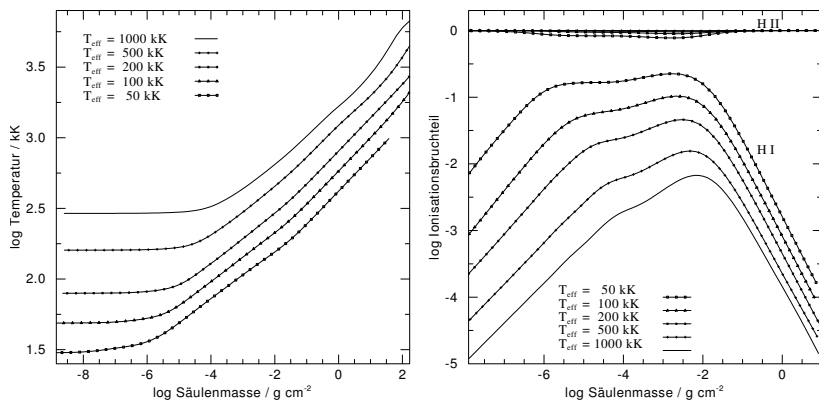 T_eff = 1000 kK
T_eff = 500 kK
T_eff = 200 kK
T_eff = 100 kK
T_eff = 50 kK
log Temperatur / kK
3.5
3.0
2.5
2.0
1.5
-8 -6 -4 -2 0 2
log Säulenmasse / g cm⁻²
H II
H I
log Ionisationsbruchteil
0
-1
-2
-3
-4
-5
T_eff = 50 kK
T_eff = 100 kK
T_eff = 200 kK
T_eff = 500 kK
T_eff = 1000 kK
-6 -4 -2 0
log Säulenmasse / g cm⁻²